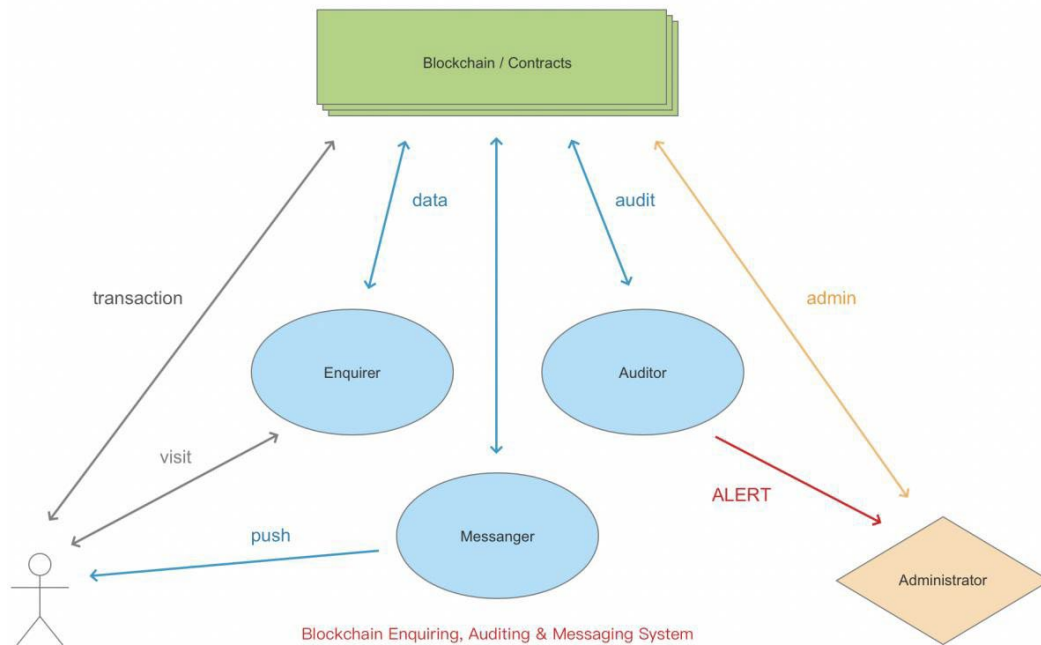 Blockchain / Contracts
data
audit
transaction
admin
Enquirer
Auditor
visit
ALERT
push
Messanger
Administrator
Blockchain Enquiring, Auditing & Messaging System